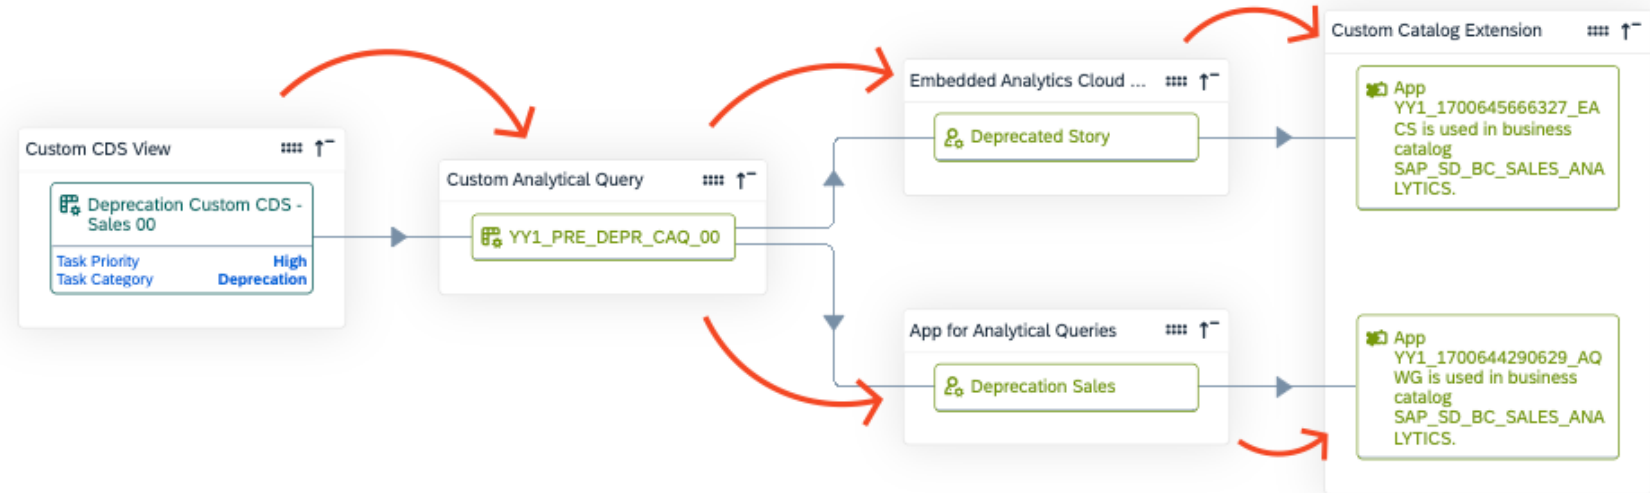 Custom CDS View
Deprecation Custom CDS -
Sales 00
Task Priority High
Task Category Deprecation
Custom Analytical Query
YY1_PRE_DEPR_CAQ_00
Embedded Analytics Cloud ...
Deprecated Story
App for Analytical Queries
Deprecation Sales
Custom Catalog Extension
App
YY1_1700645666327_EA
CS is used in business
catalog
SAP_SD_BC_SALES_ANA
LYTICS.
App
YY1_1700644290629_AQ
WG is used in business
catalog
SAP_SD_BC_SALES_ANA
LYTICS.